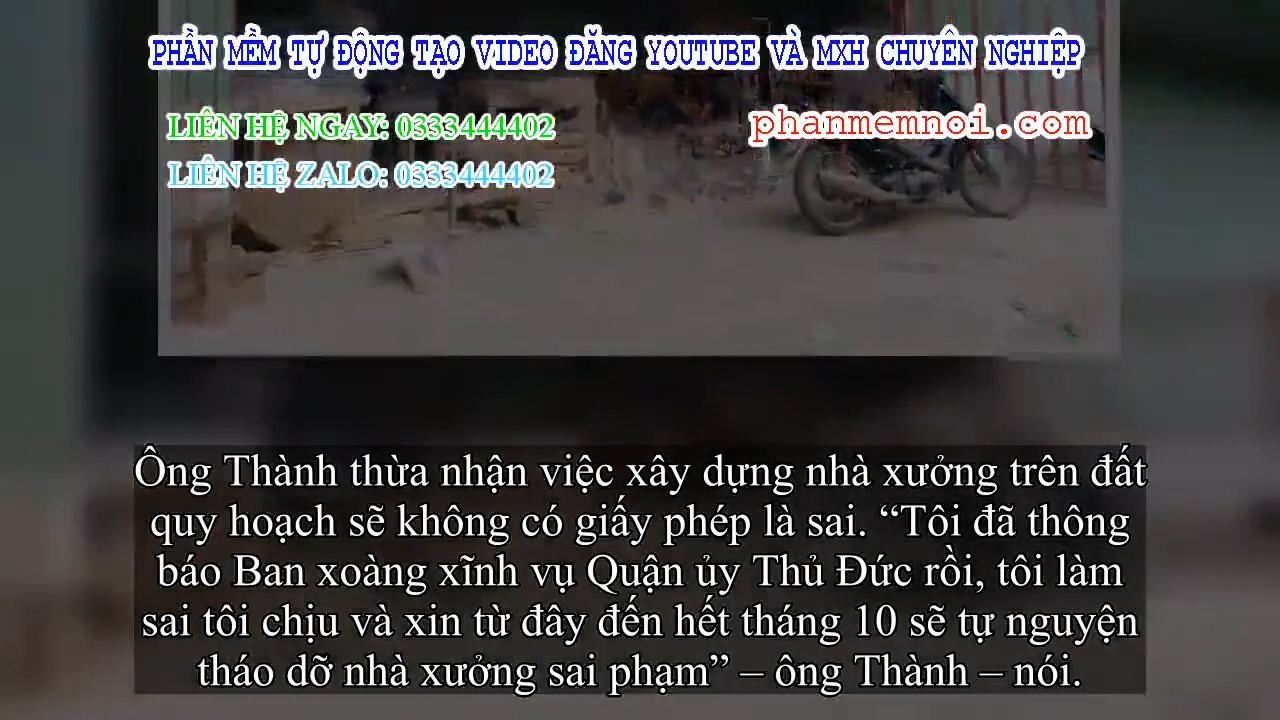 PHẦN MỀM TỰ ĐỘNG TẠO VIDEO ĐĂNG YOUTUBE VÀ MXH CHUYÊN NGHIỆP
LIÊN HỆ NGAY: 0333444402
phanmemnoi.com
LIÊN HỆ ZALO: 0333444402
Ông Thành thừa nhận việc xây dựng nhà xưởng trên đất
quy hoạch sẽ không có giấy phép là sai. “Tôi đã thông
báo Ban xoàng xĩnh vụ Quận ủy Thủ Đức rồi, tôi làm
sai tôi chịu và xin từ đây đến hết tháng 10 sẽ tự nguyện
tháo dỡ nhà xưởng sai phạm” – ông Thành – nói.